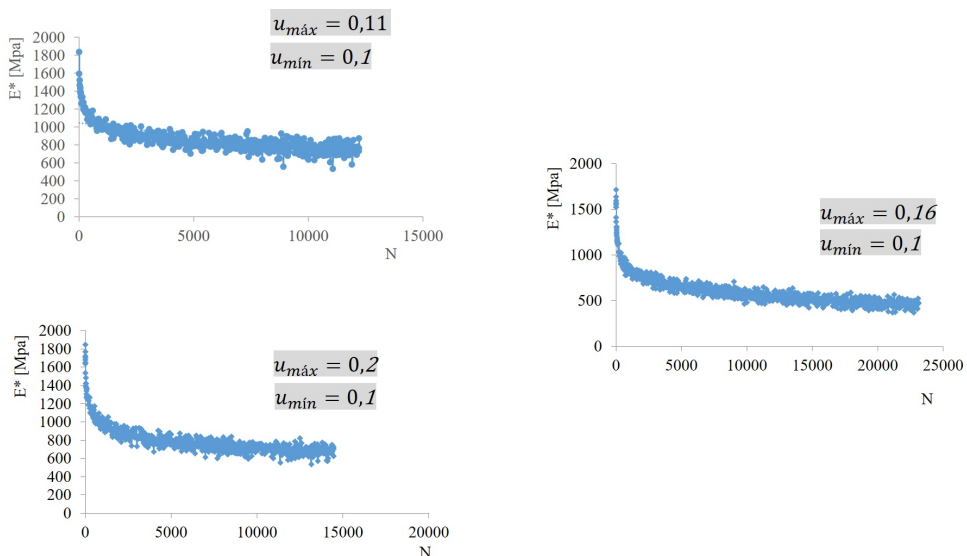 u_máx = 0,11
u_mín = 0,1
E* [Mpa]
2000
1800
1600
1400
1200
1000
800
600
400
200
0
0 5000 10000 15000
N
u_máx = 0,16
u_mín = 0,1
E* [Mpa]
2000
1500
1000
500
0
0 5000 10000 15000 20000 25000
N
u_máx = 0,2
u_mín = 0,1
E* [Mpa]
2000
1800
1600
1400
1200
1000
800
600
400
200
0
0 5000 10000 15000 20000
N